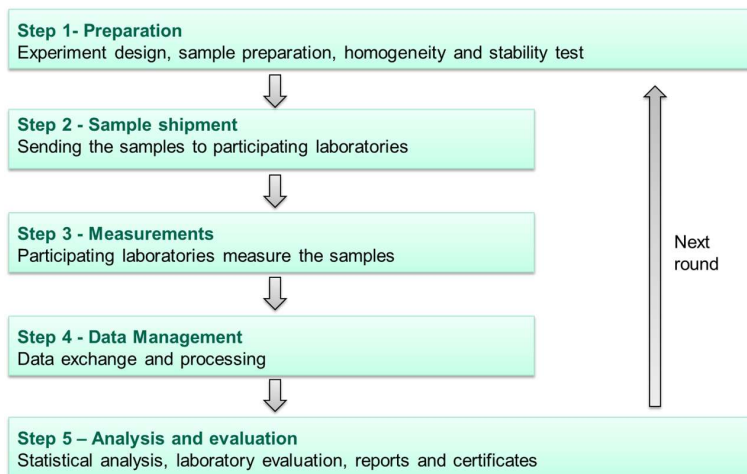 Step 1- Preparation
Experiment design, sample preparation, homogeneity and stability test
Step 2 - Sample shipment
Sending the samples to participating laboratories
Step 3 - Measurements
Participating laboratories measure the samples
Next
round
Step 4 - Data Management
Data exchange and processing
Step 5 – Analysis and evaluation
Statistical analysis, laboratory evaluation, reports and certificates